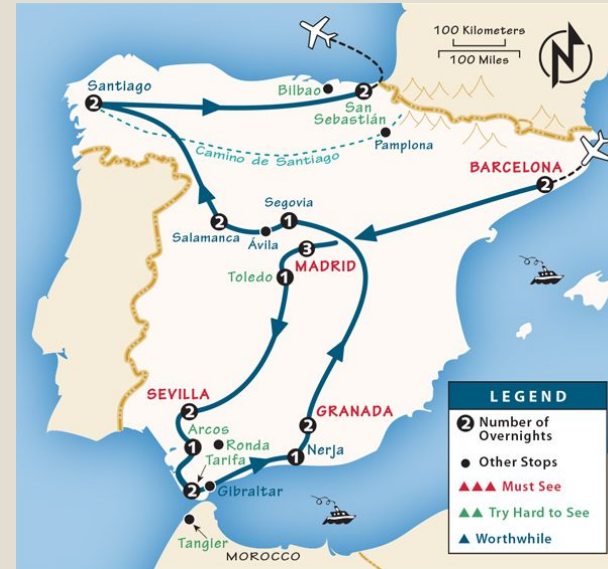 100 Kilometers
100 Miles
N
Santiago
2
Bilbao
2
San
Sebastián
Pamplona
Camino de Santiago
BARCELONA
2
Segovia
1
2
Salamanca
Ávila
3
MADRID
Toledo
1
SEVILLA
2
GRANADA
2
Arcos
1
Ronda
Nerja
1
Tarifa
2
Gibraltar
Tangier
MOROCCO
LEGEND
2 Number of
Overnights
Other Stops
Must See
Try Hard to See
Worthwhile